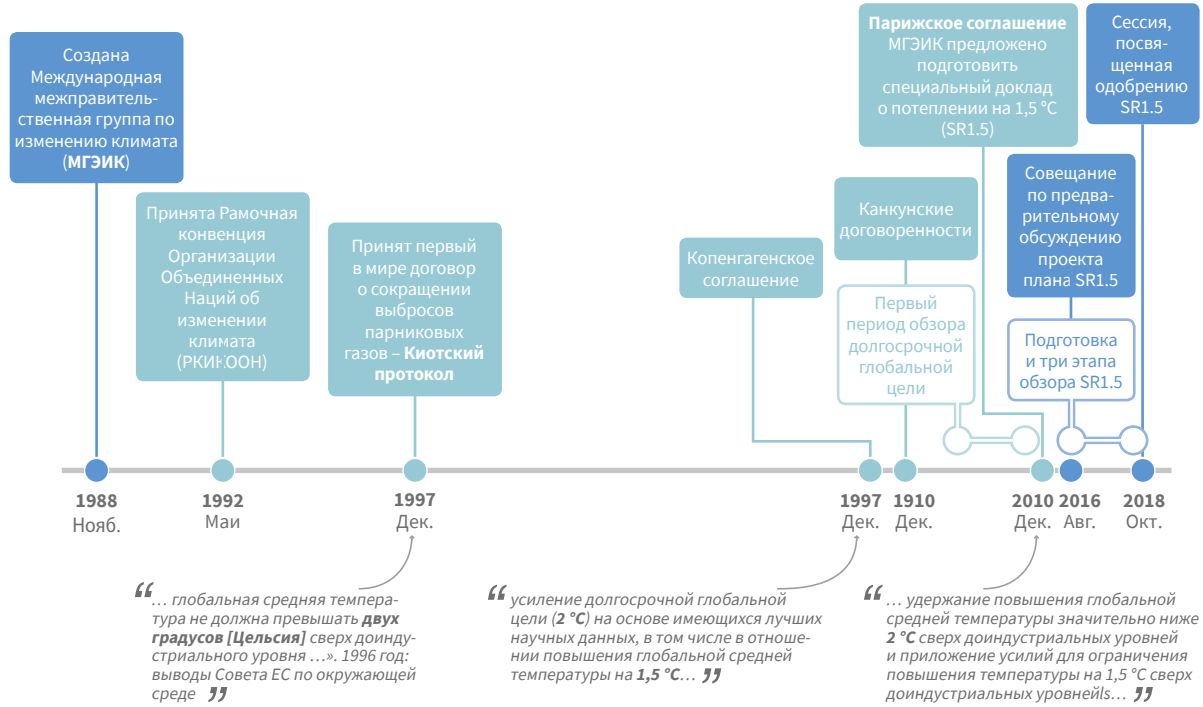 Создана
Международная
межправитель-
ственная группа по
изменению климата
(МГЭИК)
Принята Рамочная
конвенция
Организации
Объединенных
Наций об
изменении
климата
(РКИК ООН)
Принят первый
в мире договор
о сокращении
выбросов
парниковых
газов – Киотский
протокол
Копенгагенское
соглашение
Канкунские
договоренности
Первый
период обзора
долгосрочной
глобальной
цели
Парижское соглашение
МГЭИК предложено
подготовить
специальный доклад
о потеплении на 1,5 °C
(SR1.5)
Совещание
по предва-
рительному
обсуждению
проекта
плана SR1.5
Подготовка
и три этапа
обзора SR1.5
Сессия,
посвя-
щенная
одобрению
SR1.5
1988
Нояб.
1992
Маи
1997
Дек.
1997
Дек.
1910
Дек.
2010
Дек.
2016
Авг.
2018
Окт.
“… глобальная средняя темпера-
тура не должна превышать двух
градусов [Цельсия] сверх доинду-
стриального уровня …». 1996 год:
выводы Совета ЕС по окружающей
среде ”
“ усиление долгосрочной глобальной
цели (2 °C) на основе имеющихся лучших
научных данных, в том числе в отноше-
нии повышения глобальной средней
температуры на 1,5 °C… ”
“ … удержание повышения глобальной
средней температуры значительно ниже
2 °C сверх доиндустриальных уровней
и приложение усилий для ограничения
повышения температуры на 1,5 °C сверх
доиндустриальных уровнейls… ”